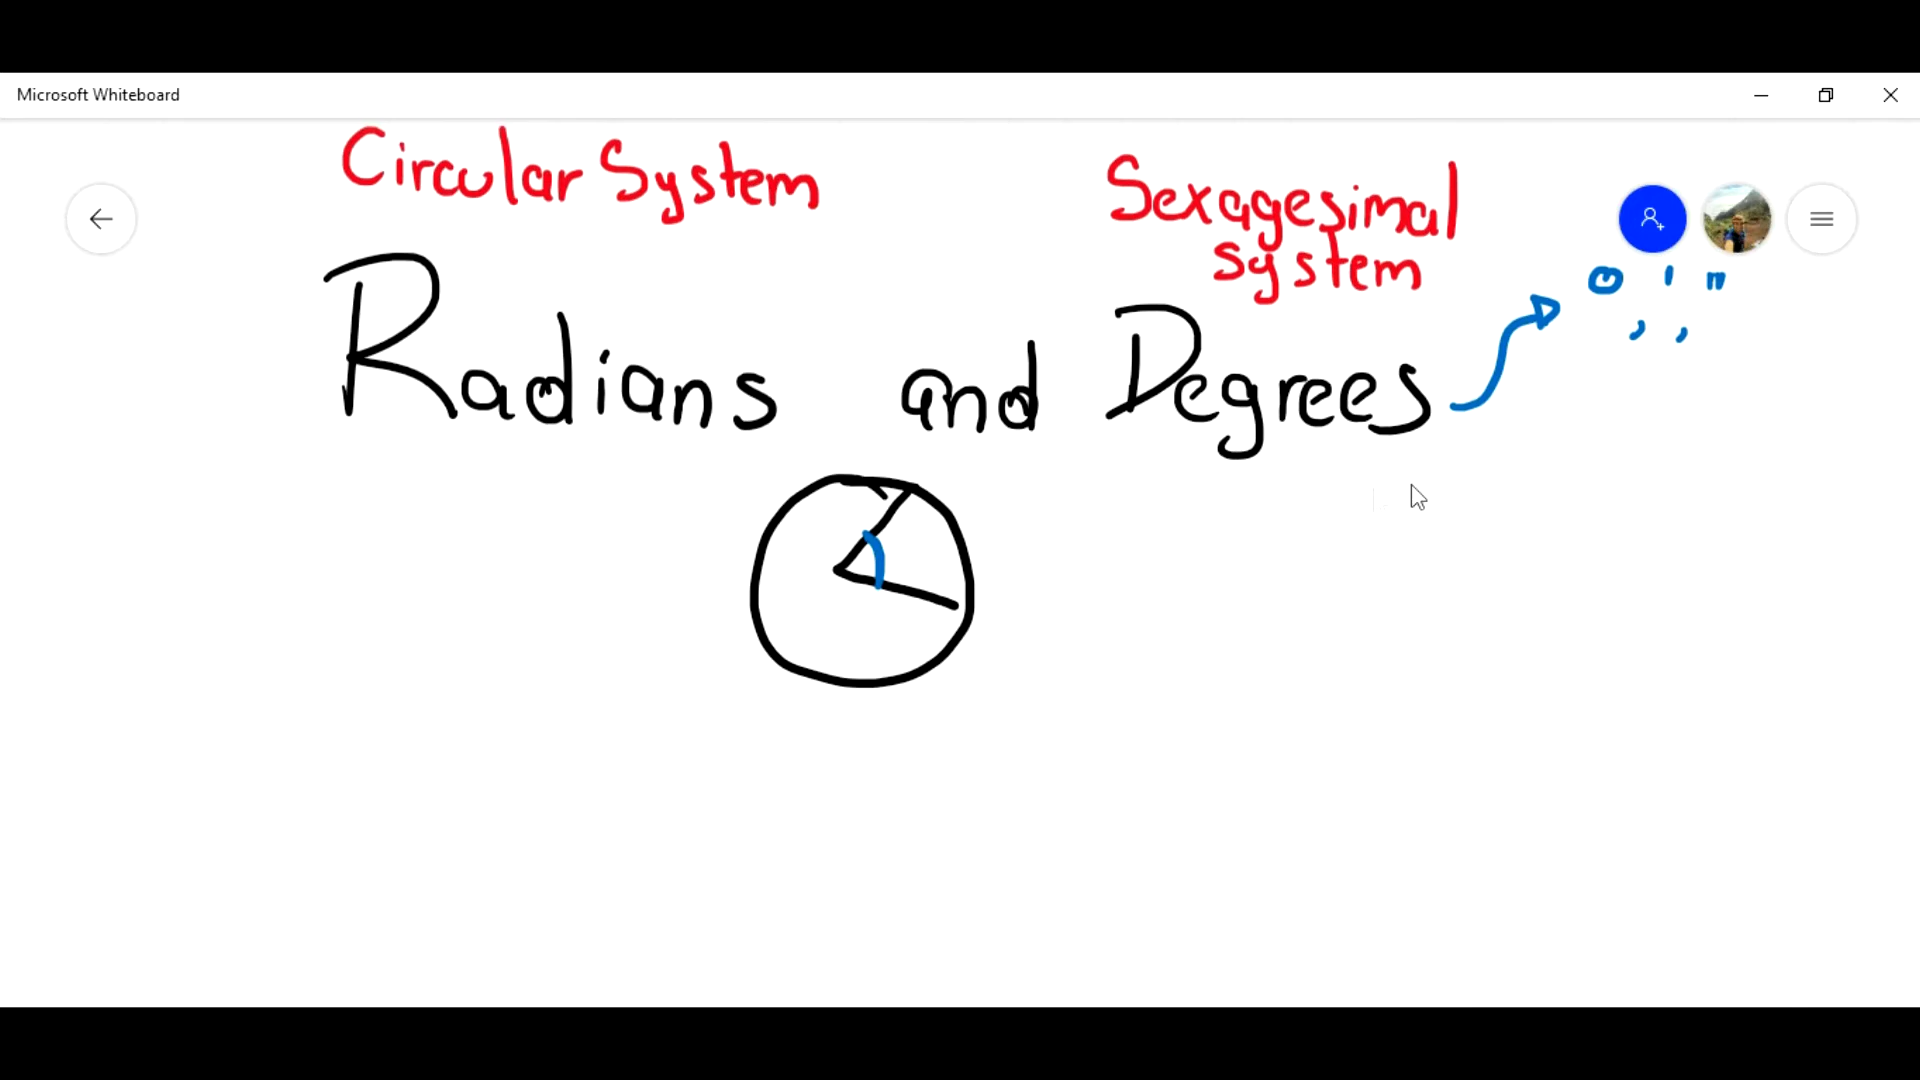 Microsoft Whiteboard
Circular System
Sexagesimal
System
Radians and Degrees
° ' "
, ,